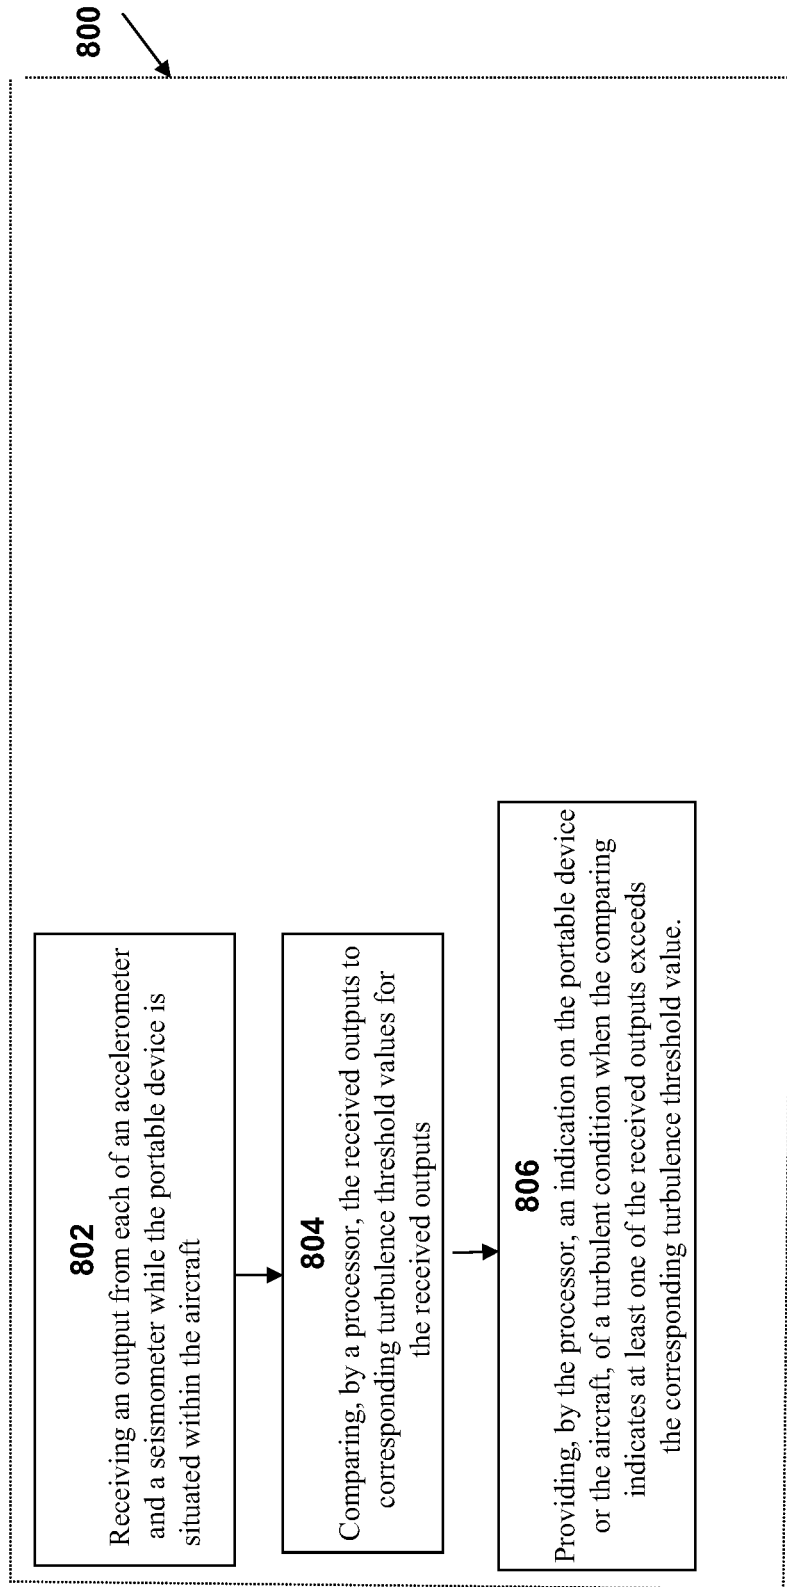 800
802
Receiving an output from each of an accelerometer
and a seismometer while the portable device is
situated within the aircraft
804
Comparing, by a processor, the received outputs to
corresponding turbulence threshold values for
the received outputs
806
Providing, by the processor, an indication on the portable device
or the aircraft, of a turbulent condition when the comparing
indicates at least one of the received outputs exceeds
the corresponding turbulence threshold value.